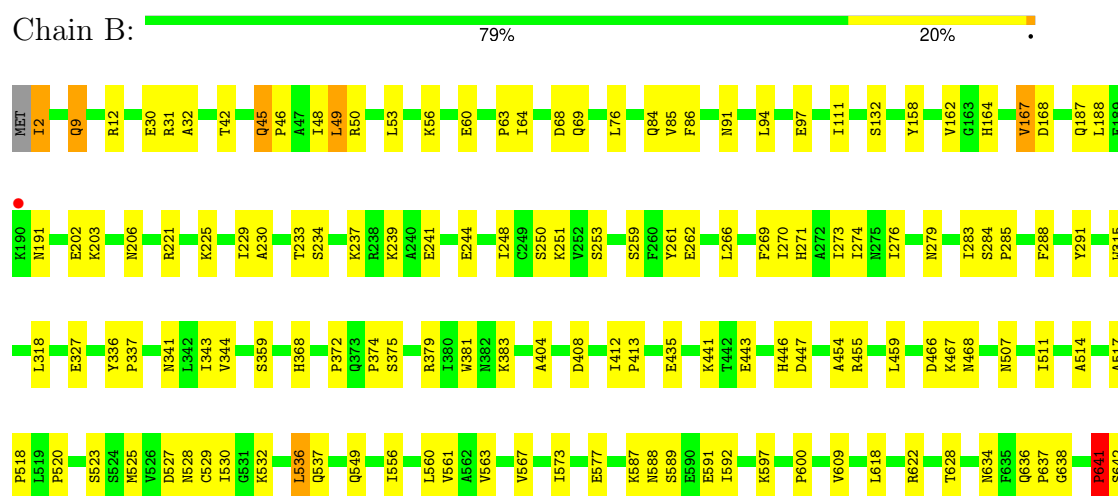 Chain B:
79% 20% •
MET I2 Q9 R12 E30 R31 A32 T42 Q45 P46 A47 I48 L49 R50 L53 K56 E60 P63 I64 D68 Q69 L76 Q84 V85 F86 N91 L94 E97 I111 S132 Y158 V162 G163 H164 V167 D168 Q187 L188 E189
K190 N191 E202 K203 N206 R221 K225 I229 A230 T233 S234 K237 R238 K239 A240 E241 E244 I248 C249 S250 K251 V252 S253 S259 F260 Y261 E262 L266 F269 I270 H271 A272 I273 I274 N275 I276 N279 I283 S284 P285 F288 Y291 W315
L318 E327 Y336 P337 N341 L342 I343 V344 S359 H368 P372 Q373 P374 S375 R379 I380 W381 N382 K383 A404 D408 I412 P413 E435 K441 T442 E443 H446 D447 A454 R455 L459 D466 K467 N468 N507 I511 A514 A517
P518 L519 P520 S523 S524 M525 V526 D527 N528 C529 I530 G531 K532 L536 Q537 Q549 I556 L560 V561 A562 V563 V567 I573 E577 K587 N588 S589 E590 E591 I592 K597 P600 V609 L618 R622 T628 N634 F635 Q636 P637 G638 P641